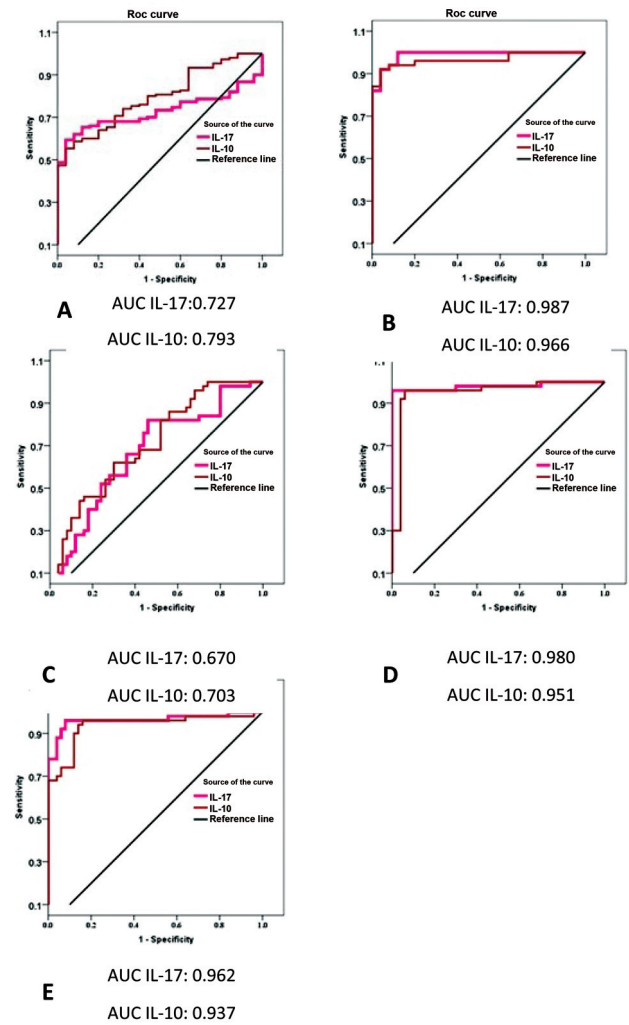 Roc curve
1.1
0.9
0.7
0.5
0.3
0.1
Sensitivity
Source of the curve
IL-17
IL-10
Reference line
0.0 0.2 0.4 0.6 0.8 1.0
1 - Specificity
A
AUC IL-17:0.727
AUC IL-10: 0.793
Roc curve
1.1
0.9
0.7
0.5
0.3
0.1
Sensitivity
Source of the curve
IL-17
IL-10
Reference line
0.0 0.2 0.4 0.6 0.8 1.0
1 - Specificity
B
AUC IL-17: 0.987
AUC IL-10: 0.966
1.1
0.9
0.7
0.5
0.3
0.1
Sensitivity
Source of the curve
IL-17
IL-10
Reference line
0.0 0.2 0.4 0.6 0.8 1.0
1 - Specificity
C
AUC IL-17: 0.670
AUC IL-10: 0.703
1.1
0.9
0.7
0.5
0.3
0.1
Sensitivity
Source of the curve
IL-17
IL-10
Reference line
0.0 0.2 0.4 0.6 0.8 1.0
1 - Specificity
D
AUC IL-17: 0.980
AUC IL-10: 0.951
0.9
0.7
0.5
0.3
0.1
Sensitivity
Source of the curve
IL-17
IL-10
Reference line
0.0 0.2 0.4 0.6 0.8 1.0
1 - Specificity
E
AUC IL-17: 0.962
AUC IL-10: 0.937